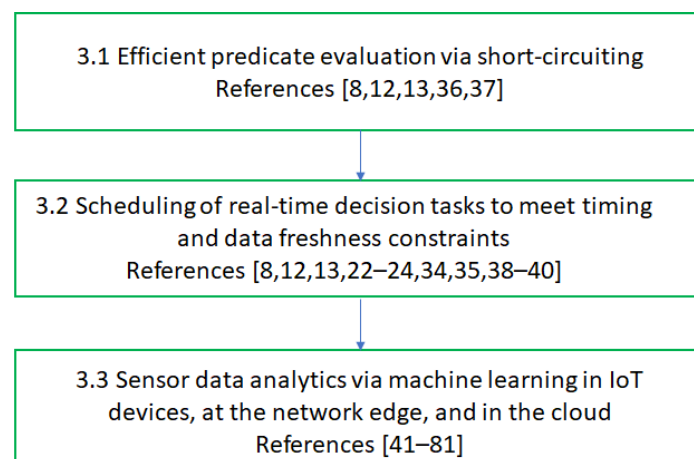 3.1 Efficient predicate evaluation via short-circuiting
References [8,12,13,36,37]
3.2 Scheduling of real-time decision tasks to meet timing
and data freshness constraints
References [8,12,13,22–24,34,35,38–40]
3.3 Sensor data analytics via machine learning in IoT
devices, at the network edge, and in the cloud
References [41–81]